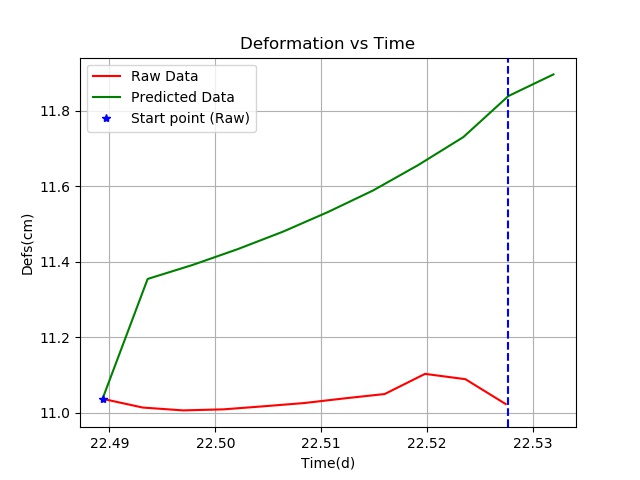 Deformation vs Time
Raw Data
Predicted Data
Start point (Raw)
Defs(cm)
11.8
11.6
11.4
11.2
11.0
22.49 22.50 22.51 22.52 22.53
Time(d)